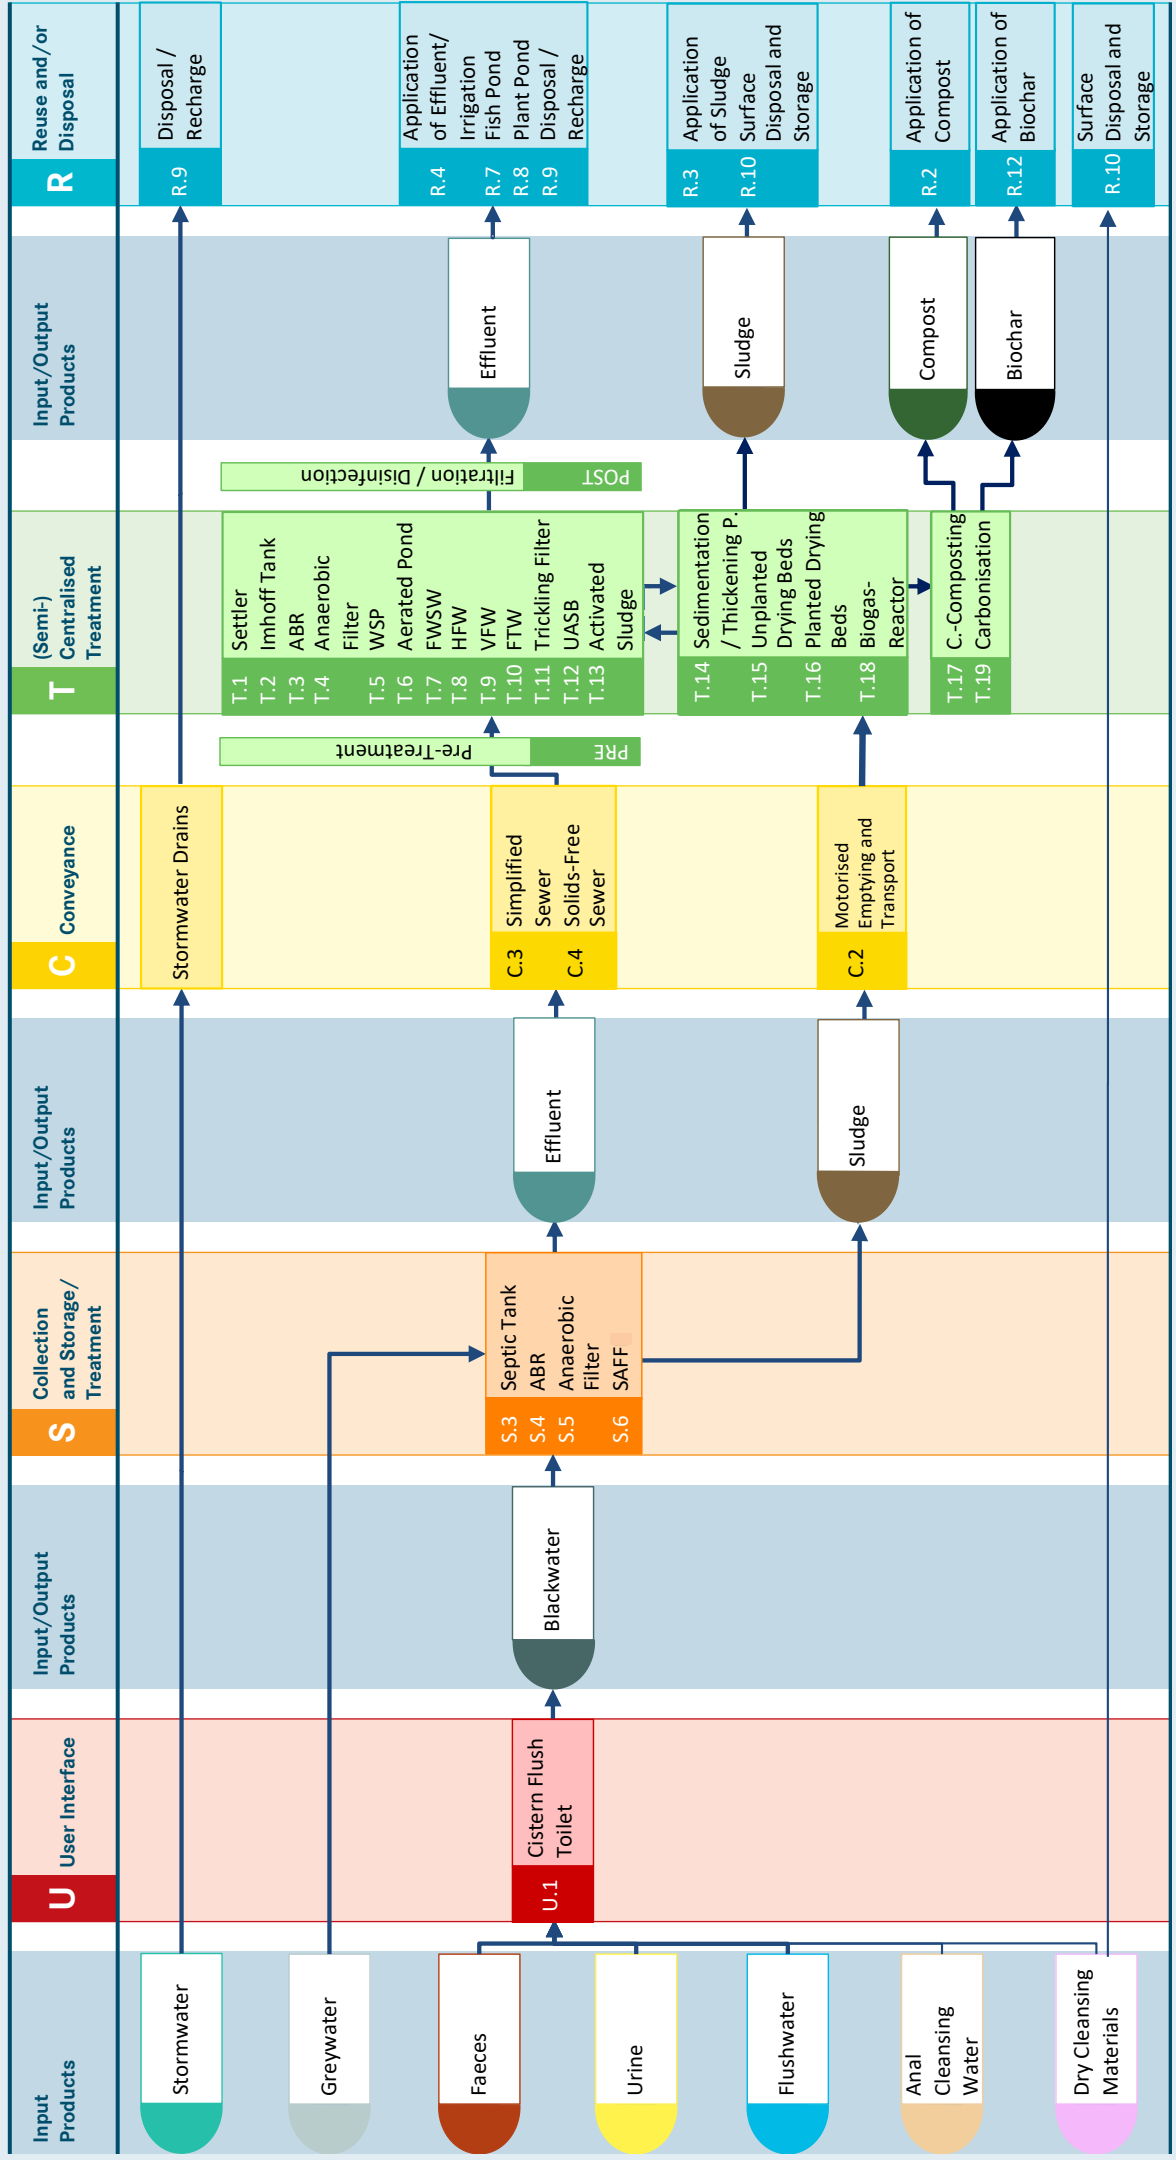 Input
Products
U
User Interface
Input/Output
Products
S
Collection
and Storage/
Treatment
Input/Output
Products
C
Conveyance
T
(Semi-)
Centralised
Treatment
Input/Output
Products
R
Reuse and/or
Disposal
Stormwater
Stormwater Drains
R.9
Disposal /
Recharge
Greywater
Faeces
Urine
Flushwater
Anal
Cleansing
Water
Dry Cleansing
Materials
U.1
Cistern Flush
Toilet
Blackwater
S.3 Septic Tank
S.4 ABR
S.5 Anaerobic
Filter
S.6 SAFF
Effluent
Sludge
C.3 Simplified
Sewer
C.4 Solids-Free
Sewer
C.2
Motorised
Emptying and
Transport
PRE
Pre-Treatment
T.1 Settler
T.2 Imhoff Tank
T.3 ABR
T.4 Anaerobic
Filter
T.5 WSP
T.6 Aerated Pond
T.7 FWSW
T.8 HFW
T.9 VFW
T.10 FTW
T.11 Trickling Filter
T.12 UASB
T.13 Activated
Sludge
T.14 Sedimentation
/ Thickening P.
T.15 Unplanted
Drying Beds
T.16 Planted Drying
Beds
T.18 Biogas-
Reactor
T.17 C.-Composting
T.19 Carbonisation
POST
Filtration / Disinfection
Effluent
Sludge
Compost
Biochar
Application
R.4 of Effluent/
Irrigation
R.7 Fish Pond
R.8 Plant Pond
R.9 Disposal /
Recharge
R.3 Application
of Sludge
R.10 Surface
Disposal and
Storage
R.2
Application of
Compost
R.12
Application of
Biochar
R.10
Surface
Disposal and
Storage